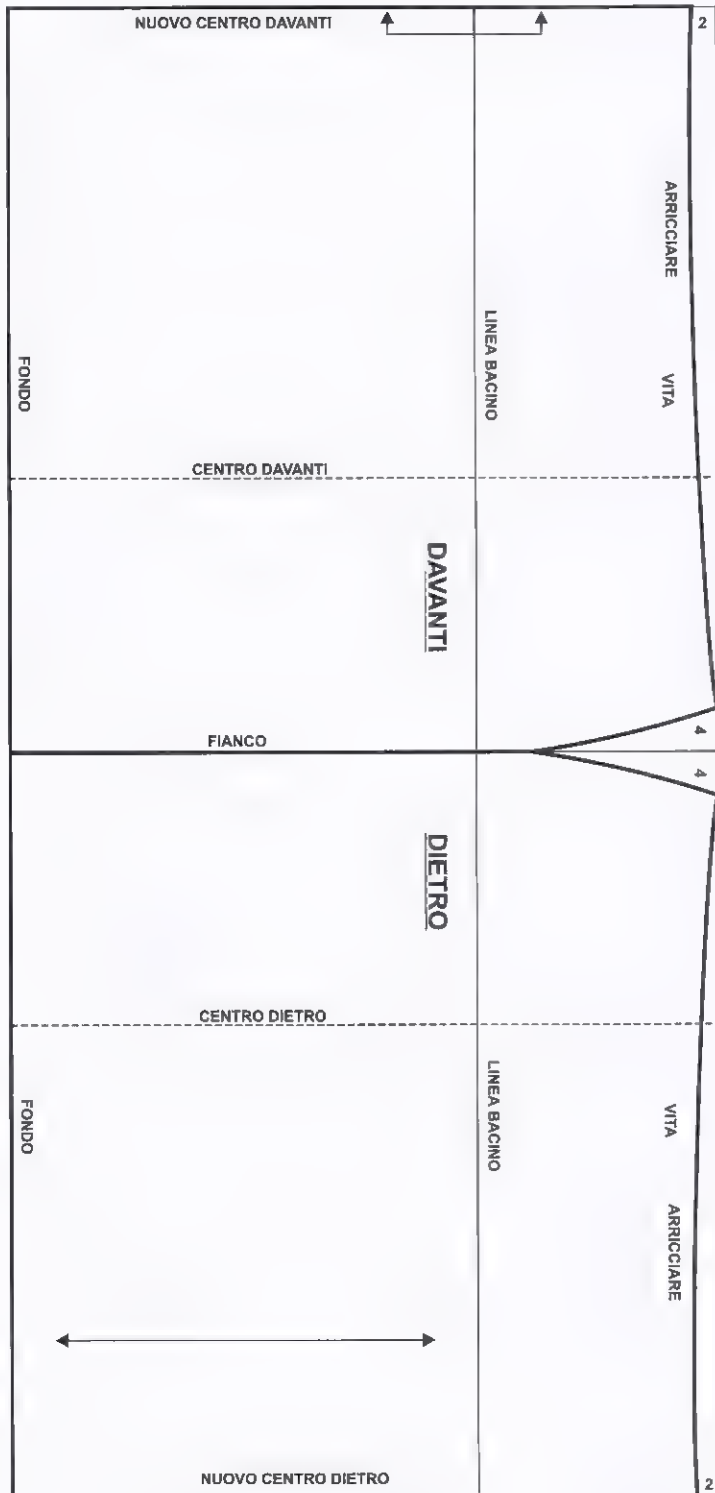 NUOVO CENTRO DAVANTI
2
ARRICCIARE
VITA
LINEA BACINO
FONDO
CENTRO DAVANTI
DAVANTI
FIANCO
4
4
DIETRO
CENTRO DIETRO
LINEA BACINO
FONDO
VITA
ARRICCIARE
NUOVO CENTRO DIETRO
2